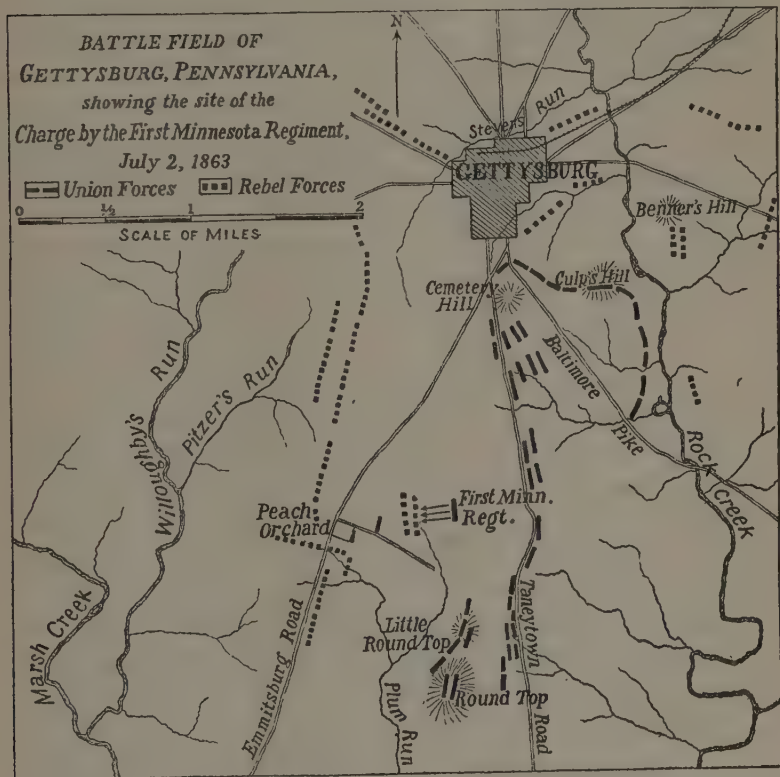 BATTLE FIELD OF
GETTYSBURG, PENNSYLVANIA,
showing the site of the
Charge by the First Minnesota Regiment,
July 2, 1863
Union Forces Rebel Forces
0 ½ 1 2
SCALE OF MILES
N
Stevens Run
GETTYSBURG
Benner's Hill
Culp's Hill
Cemetery
Hill
Baltimore Pike
Willoughby's Run
Pitzer's Run
Rock Creek
First Minn.
Regt.
Peach
Orchard
Marsh Creek
Emmitsburg Road
Little
Round Top
Round Top
Plum Run
Taneytown Road